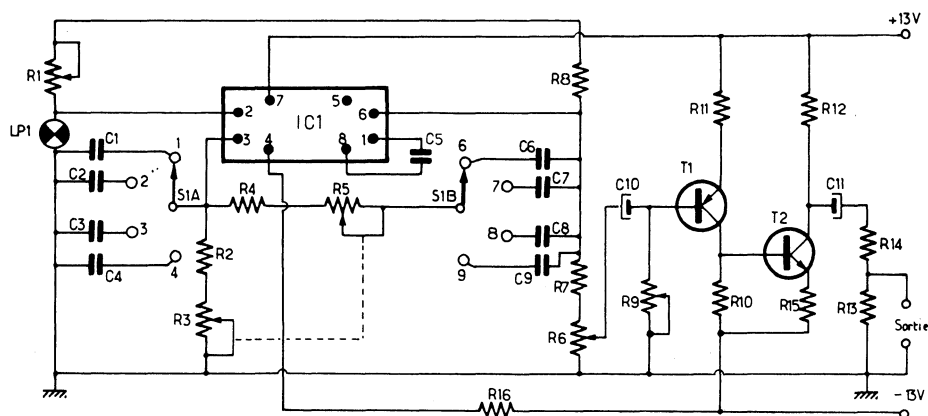 +13V
R1
R8
7
5
2
6
R11
R12
IC1
LP1
3
4
8
1
C1
1
C5
6
C6
T1
C2
2
S1A
R4
R5
S1B
7
C7
C10
T2
C11
C3
3
8
C8
R14
C4
4
R2
9
C9
R7
R9
R10
R15
R13
R3
R6
Sortie
R16
-13V